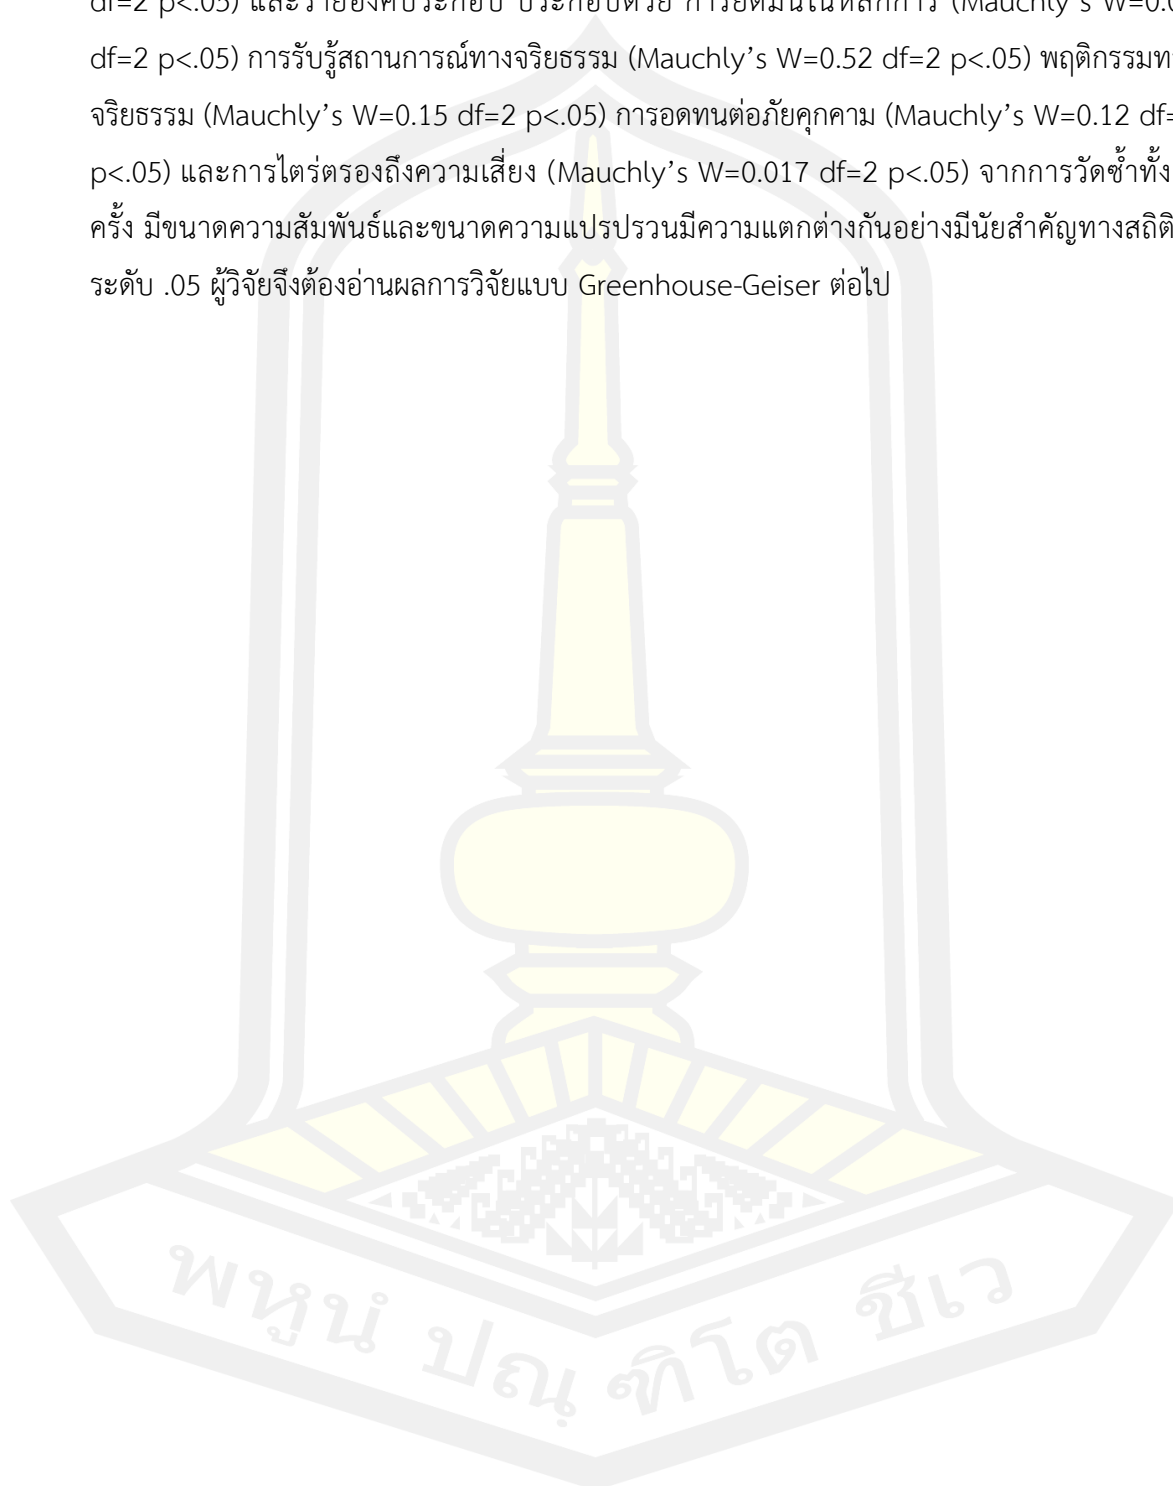 df=2 p<.05) และรายองค์ประกอบ ประกอบด้วย การยึดมั่นในหลักการ (Mauchly's W=0.0
df=2 p<.05) การรับรู้สถานการณ์ทางจริยธรรม (Mauchly's W=0.52 df=2 p<.05) พฤติกรรมท
จริยธรรม (Mauchly's W=0.15 df=2 p<.05) การอดทนต่อภัยคุกคาม (Mauchly's W=0.12 df=
p<.05) และการไตร่ตรองถึงความเสี่ยง (Mauchly's W=0.017 df=2 p<.05) จากการวัดซ้ำทั้ง
ครั้ง มีขนาดความสัมพันธ์และขนาดความแปรปรวนมีความแตกต่างกันอย่างมีนัยสำคัญทางสถิติ
ระดับ .05 ผู้วิจัยจึงต้องอ่านผลการวิจัยแบบ Greenhouse-Geiser ต่อไป
พหูนํ ปณฺฑิโต ชีเว